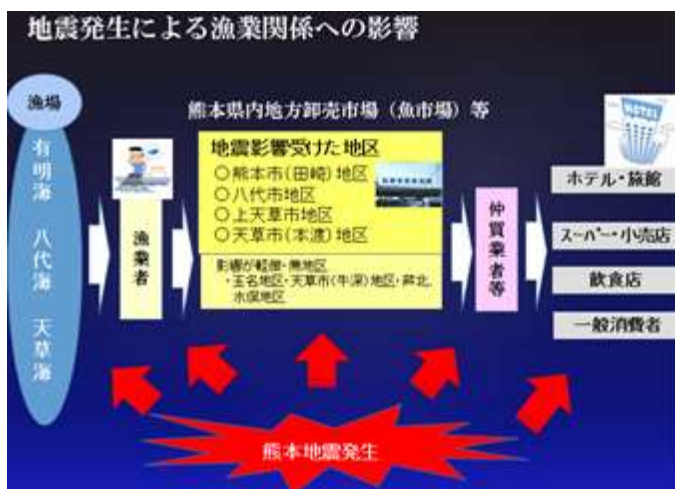 地震発生による漁業関係への影響
漁場
有明海 八代海 天草海
漁業者
熊本県内地方卸売市場（魚市場）等
地震影響受けた地区
○熊本市(田崎)地区
○八代市地区
○上天草市地区
○天草市(本渡)地区
影響が軽微・無地区
・玉名地区・天草市(牛深)地区・芦北,
水俣地区
仲買業者等
HOTEL
ホテル・旅館
スーパー・小売店
飲食店
一般消費者
熊本地震発生